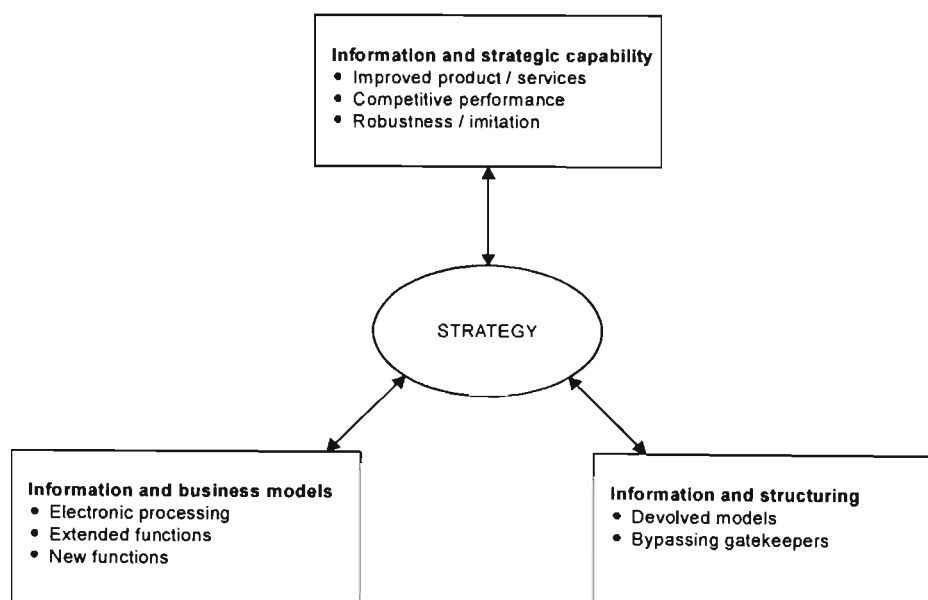 Information and strategic capability
• Improved product / services
• Competitive performance
• Robustness / imitation
STRATEGY
Information and business models
• Electronic processing
• Extended functions
• New functions
Information and structuring
• Devolved models
• Bypassing gatekeepers